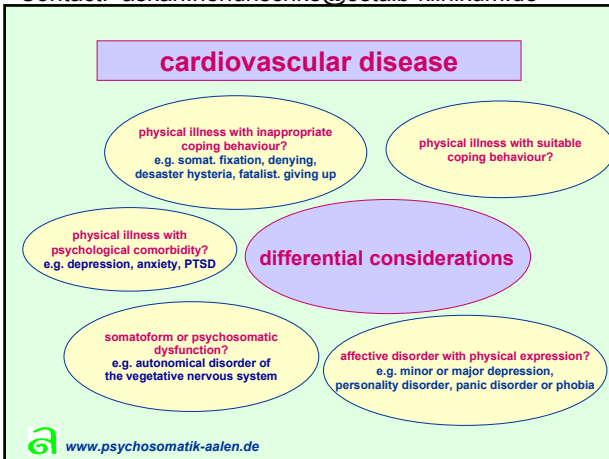 cardiovascular disease
physical illness with inappropriate
coping behaviour?
e.g. somat. fixation, denying,
desaster hysteria, fatalist. giving up
physical illness with suitable
coping behaviour?
physical illness with
psychological comorbidity?
e.g. depression, anxiety, PTSD
differential considerations
somatoform or psychosomatic
dysfunction?
e.g. autonomical disorder of
the vegetative nervous system
affective disorder with physical expression?
e.g. minor or major depression,
personality disorder, panic disorder or phobia
a www.psychosomatik-aalen.de